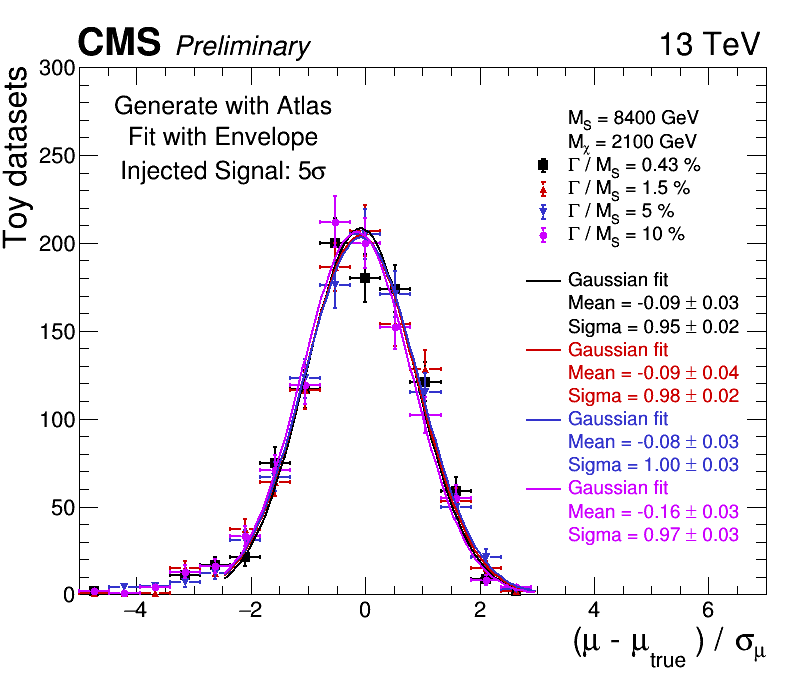 CMS Preliminary 13 TeV
Toy datasets
300
250
200
150
100
50
0
Generate with Atlas
Fit with Envelope
Injected Signal: 5σ
M_S = 8400 GeV
M_χ = 2100 GeV
Γ / M_S = 0.43 %
Γ / M_S = 1.5 %
Γ / M_S = 5 %
Γ / M_S = 10 %
Gaussian fit
Mean = -0.09 ± 0.03
Sigma = 0.95 ± 0.02
Gaussian fit
Mean = -0.09 ± 0.04
Sigma = 0.98 ± 0.02
Gaussian fit
Mean = -0.08 ± 0.03
Sigma = 1.00 ± 0.03
Gaussian fit
Mean = -0.16 ± 0.03
Sigma = 0.97 ± 0.03
−4 −2 0 2 4 6
(μ - μ_true) / σ_μ